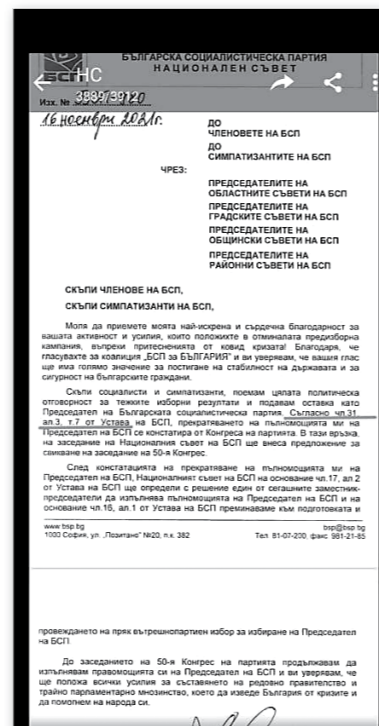 БЪЛГАРСКА СОЦИАЛИСТИЧЕСКА ПАРТИЯ
НАЦИОНАЛЕН СЪВЕТ
БСП
НС
3889/3912
Изх. №
16 ноември 2021г.
ДО
ЧЛЕНОВЕТЕ НА БСП
ДО
СИМПАТИЗАНТИТЕ НА БСП
ЧРЕЗ:
ПРЕДСЕДАТЕЛИТЕ НА
ОБЛАСТНИТЕ СЪВЕТИ НА БСП
ПРЕДСЕДАТЕЛИТЕ НА
ГРАДСКИТЕ СЪВЕТИ НА БСП
ПРЕДСЕДАТЕЛИТЕ НА
ОБЩИНСКИ СЪВЕТИ НА БСП
ПРЕДСЕДАТЕЛИТЕ НА
РАЙОННИ СЪВЕТИ НА БСП
СКЪПИ ЧЛЕНОВЕ НА БСП,
СКЪПИ СИМПАТИЗАНТИ НА БСП,
Моля да приемете моята най-искрена и сърдечна благодарност за
вашата активност и усилия, които положихте в отминалата предизборна
кампания, въпреки притесненията от ковид кризата! Благодаря, че
гласувахте за коалиция „БСП за БЪЛГАРИЯ" и ви уверявам, че вашия глас
ще има голямо значение за постигане на стабилност на държавата и за
сигурност на българските граждани.
Скъпи социалисти и симпатизанти, поемам цялата политическа
отговорност за тежките изборни резултати и подавам оставка като
Председател на Българската социалистическа партия. Съгласно чл.31,
ал.3, т.7 от Устава на БСП, прекратяването на пълномощията ми на
Председател на БСП се констатира от Конгреса на партията. В тази връзка,
на заседание на Националния съвет на БСП ще внеса предложение за
свикване на заседание на 50-я Конгрес.
След констатацията на прекратяване на пълномощията ми на
Председател на БСП, Националният съвет на БСП на основание чл.17, ал.2
от Устава на БСП ще определи с решение един от сегашните заместник-
председатели да изпълнява пълномощията на Председател на БСП и на
основание чл.16, ал.1 от Устава на БСП преминаваме към подготовката и
www.bsp.bg bsp@bsp.bg
1000 София, ул. „Позитано" №20, п.к. 382 Тел. 81-07-200, факс: 981-21-85
провеждането на пряк вътрешнопартиен избор за избиране на Председател
на БСП.
До заседанието на 50-я Конгрес на партията продължавам да
изпълнявам правомощията си на Председател на БСП и ви уверявам, че
ще положа всички усилия за съставянето на редовно правителство и
трайно парламентарно мнозинство, което да изведе България от кризите и
да помогнем на народа си.